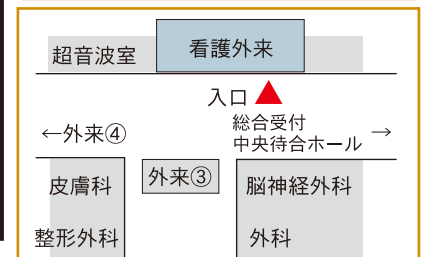 超音波室
看護外来
入口
←外来④
総合受付
中央待合ホール
→
皮膚科
外来③
脳神経外科
整形外科
外科